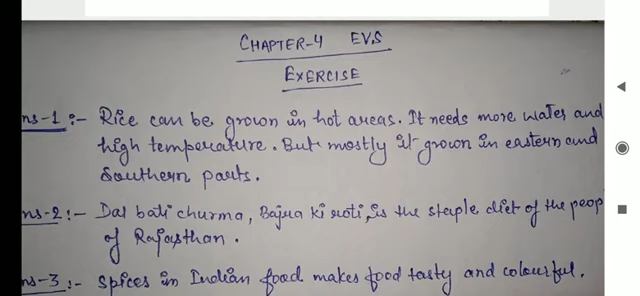 CHAPTER-4 EVS
EXERCISE
ns-1 :- Rice can be grown in hot areas. It needs more water and
high temperature. But mostly it grown in eastern and
Southern parts.
ns-2 :- Dal bati churma, Bajra ki roti, is the staple diet of the peop
of Rajasthan.
ns-3 :- Spices in Indian food makes food tasty and colourful.